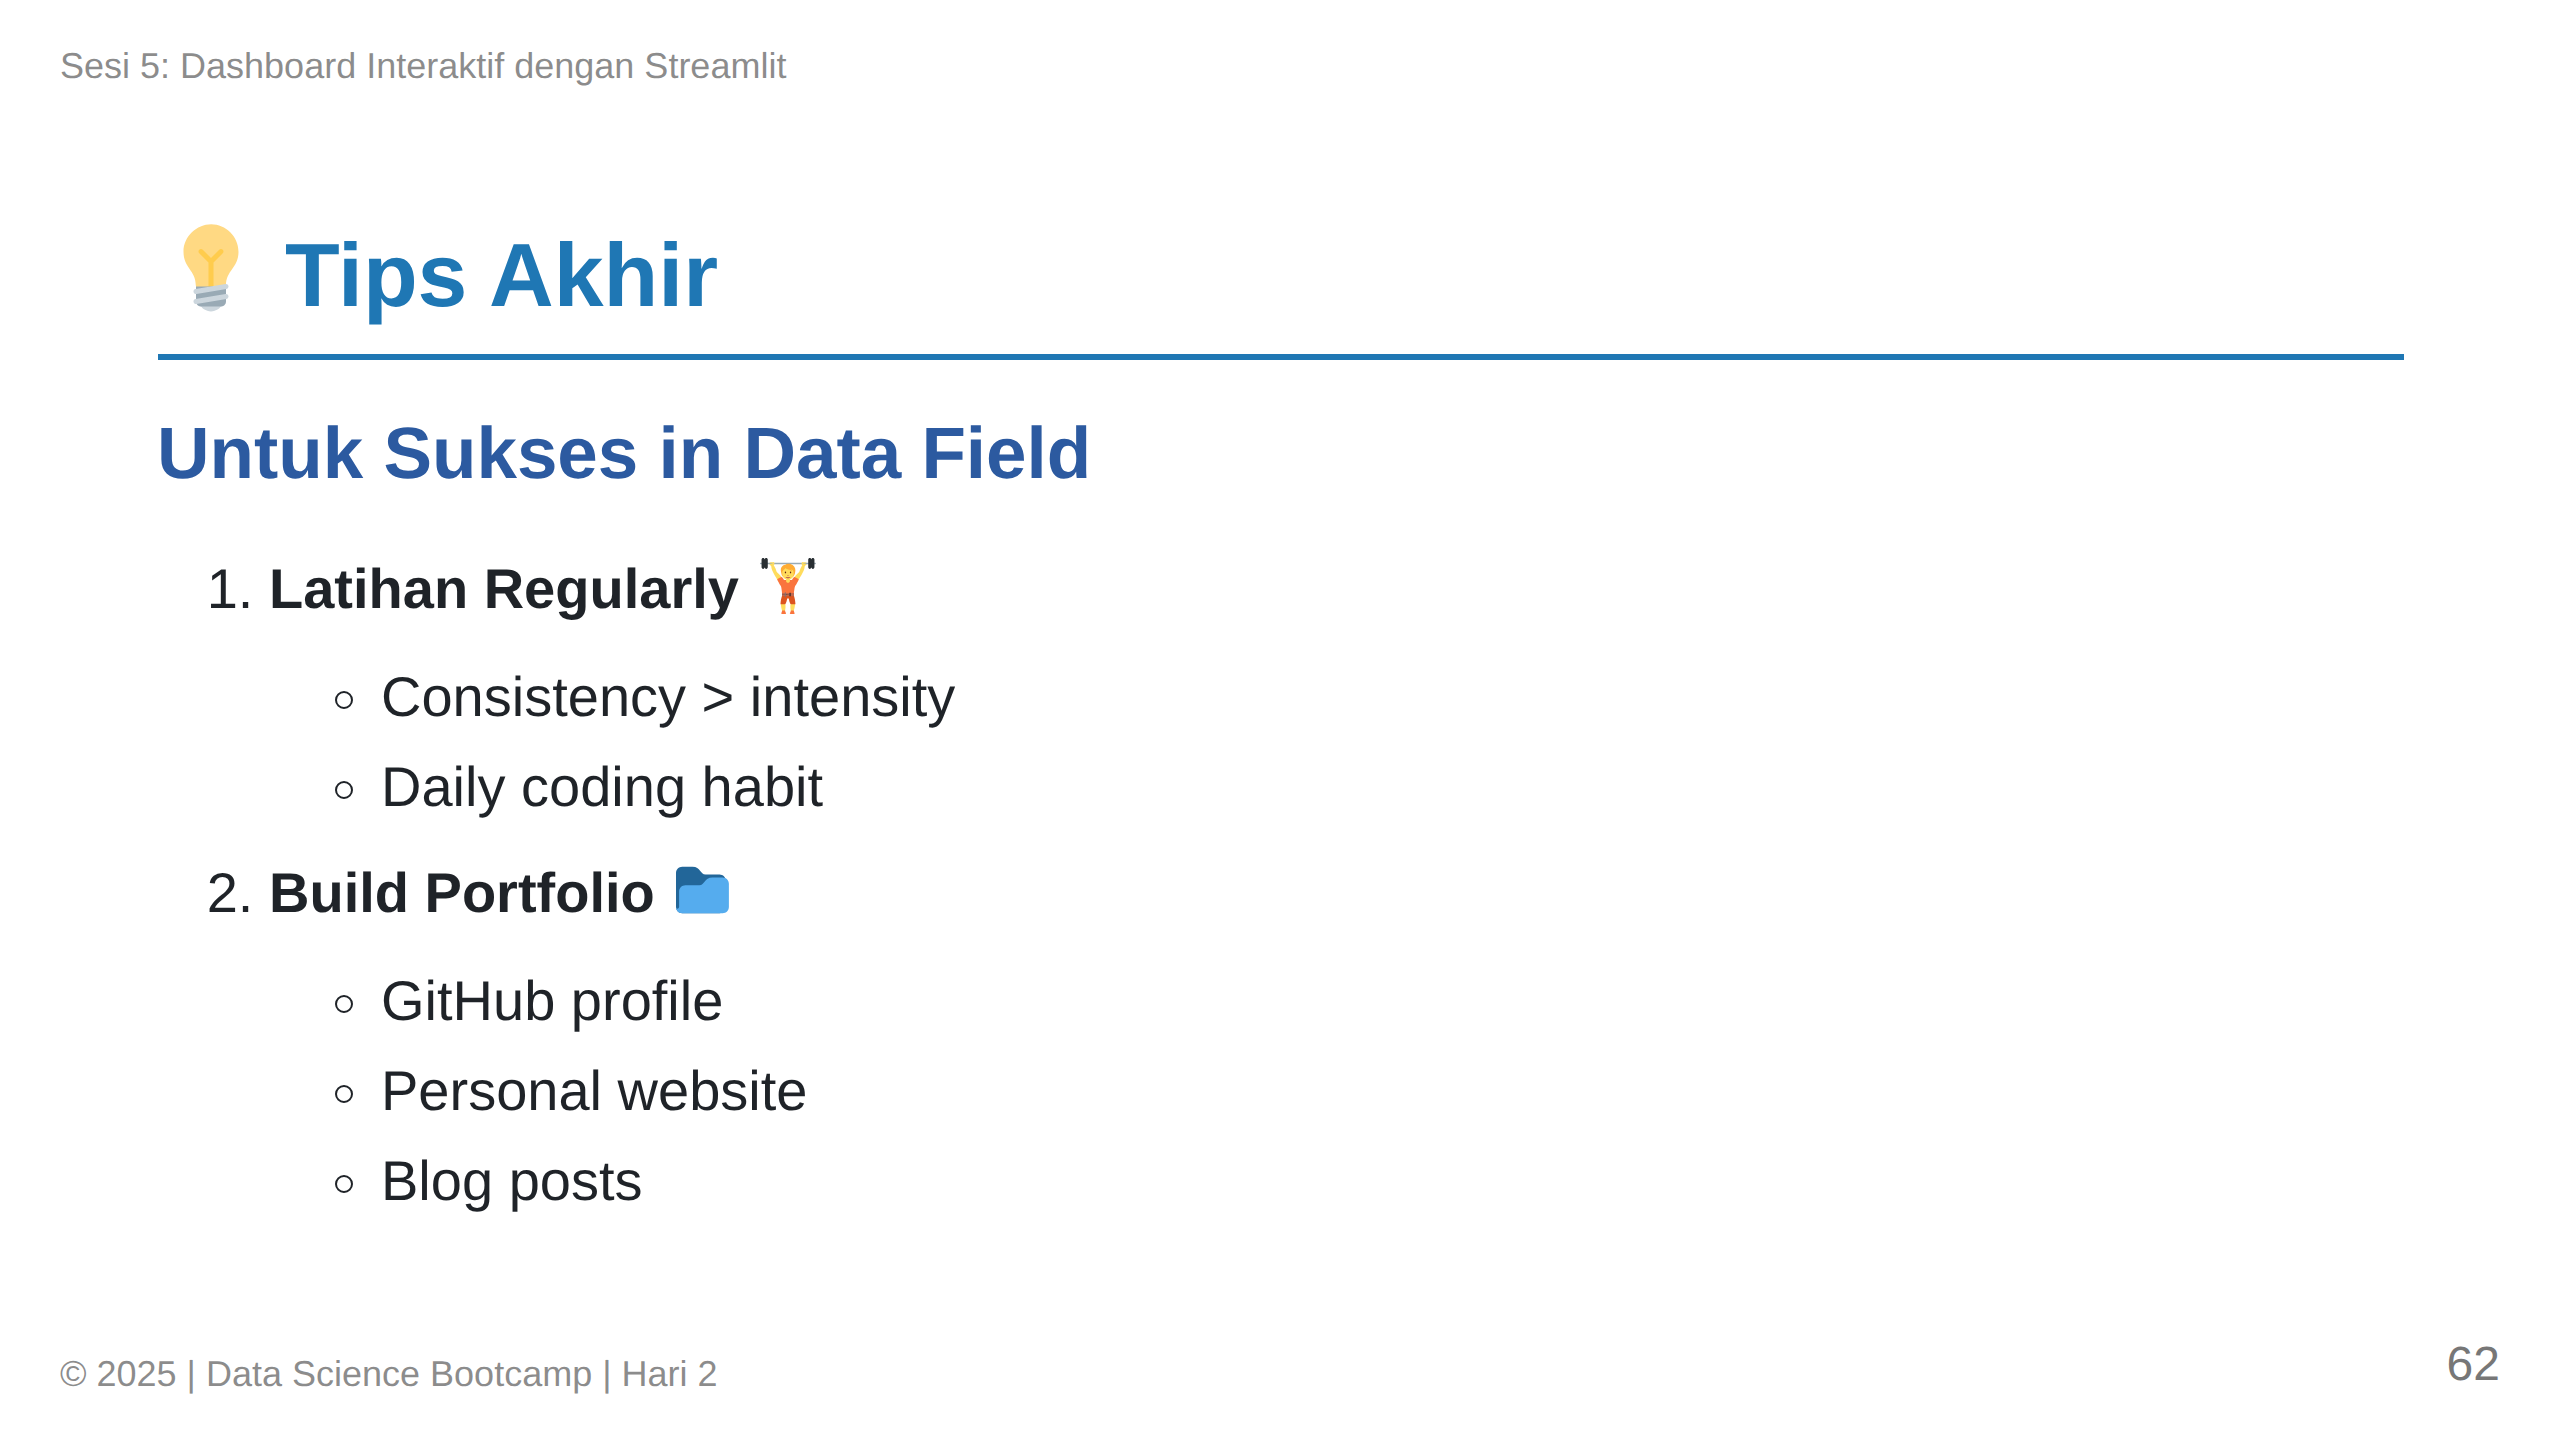 Sesi 5: Dashboard Interaktif dengan Streamlit
💡 Tips Akhir
Untuk Sukses in Data Field
1. Latihan Regularly 🏋️
○ Consistency > intensity
○ Daily coding habit
2. Build Portfolio 📁
○ GitHub profile
○ Personal website
○ Blog posts
© 2025 | Data Science Bootcamp | Hari 2
62